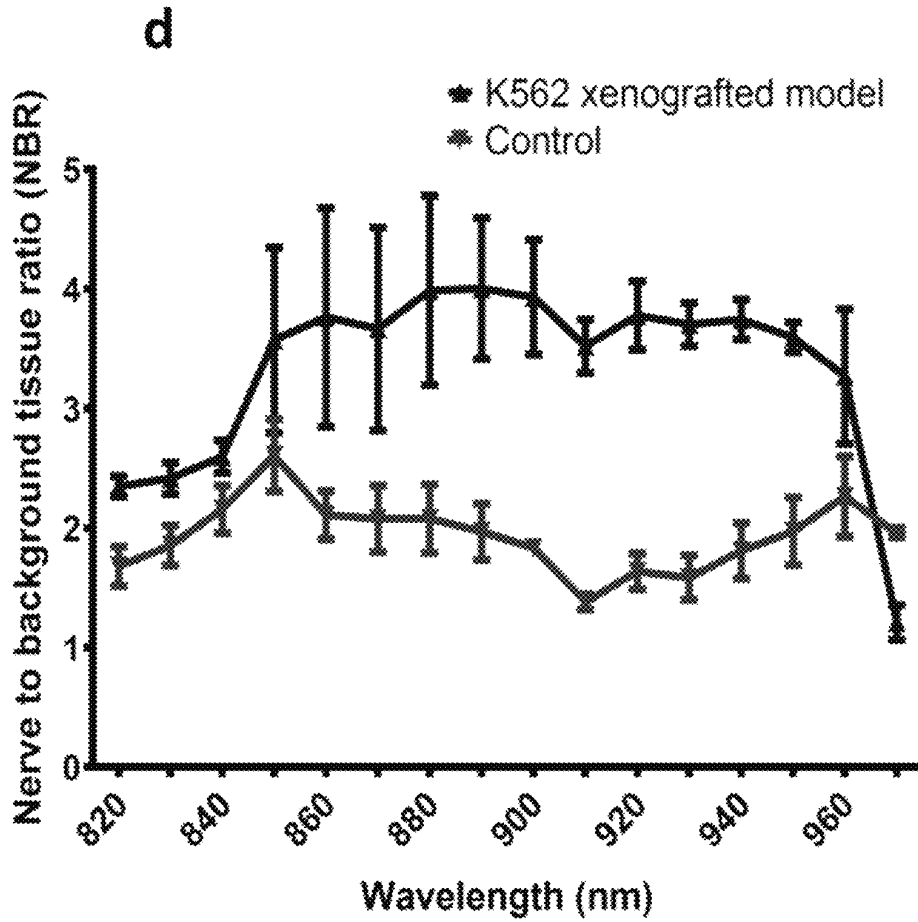 d
K562 xenografted model
Control
Nerve to background tissue ratio (NBR)
5
4
3
2
1
0
820 840 860 880 900 920 940 960
Wavelength (nm)